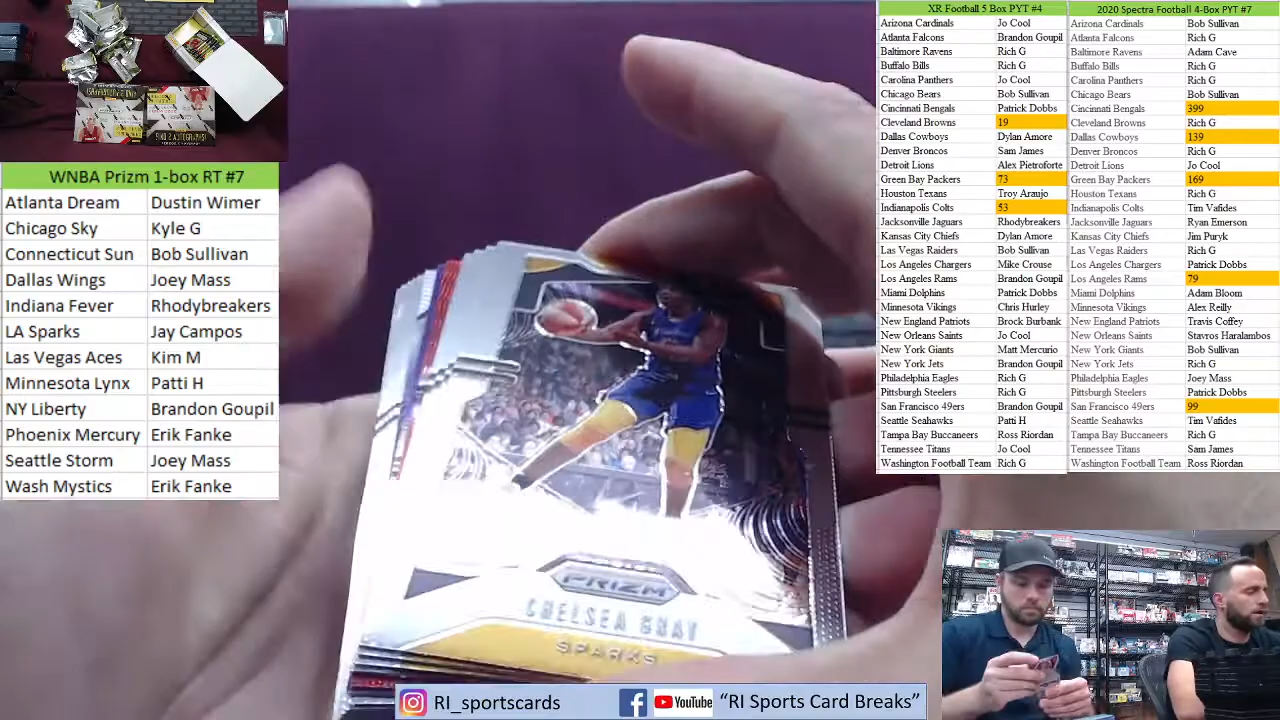 WNBA Prizm 1-box RT #7
Atlanta Dream Dustin Wimer
Chicago Sky Kyle G
Connecticut Sun Bob Sullivan
Dallas Wings Joey Mass
Indiana Fever Rhodybreakers
LA Sparks Jay Campos
Las Vegas Aces Kim M
Minnesota Lynx Patti H
NY Liberty Brandon Goupil
Phoenix Mercury Erik Fanke
Seattle Storm Joey Mass
Wash Mystics Erik Fanke
PRIZM
CHELSEA GRAY
SPARKS
XR Football 5 Box PYT #4
Arizona Cardinals Jo Cool
Atlanta Falcons Brandon Goupil
Baltimore Ravens Rich G
Buffalo Bills Rich G
Carolina Panthers Jo Cool
Chicago Bears Bob Sullivan
Cincinnati Bengals Patrick Dobbs
Cleveland Browns 19
Dallas Cowboys Dylan Amore
Denver Broncos Sam James
Detroit Lions Alex Pietroforte
Green Bay Packers 73
Houston Texans Troy Araujo
Indianapolis Colts 53
Jacksonville Jaguars Rhodybreakers
Kansas City Chiefs Dylan Amore
Las Vegas Raiders Bob Sullivan
Los Angeles Chargers Mike Crouse
Los Angeles Rams Brandon Goupil
Miami Dolphins Patrick Dobbs
Minnesota Vikings Chris Hurley
New England Patriots Brock Burbank
New Orleans Saints Jo Cool
New York Giants Matt Mercurio
New York Jets Brandon Goupil
Philadelphia Eagles Rich G
Pittsburgh Steelers Rich G
San Francisco 49ers Brandon Goupil
Seattle Seahawks Patti H
Tampa Bay Buccaneers Ross Riordan
Tennessee Titans Jo Cool
Washington Football Team Rich G
2020 Spectra Football 4-Box PYT #7
Arizona Cardinals Bob Sullivan
Atlanta Falcons Rich G
Baltimore Ravens Adam Cave
Buffalo Bills Rich G
Carolina Panthers Rich G
Chicago Bears Bob Sullivan
Cincinnati Bengals 399
Cleveland Browns Rich G
Dallas Cowboys 139
Denver Broncos Rich G
Detroit Lions Jo Cool
Green Bay Packers 169
Houston Texans Rich G
Indianapolis Colts Tim Vafides
Jacksonville Jaguars Ryan Emerson
Kansas City Chiefs Jim Puryk
Las Vegas Raiders Rich G
Los Angeles Chargers Patrick Dobbs
Los Angeles Rams 79
Miami Dolphins Adam Bloom
Minnesota Vikings Alex Reilly
New England Patriots Travis Coffey
New Orleans Saints Stavros Haralambos
New York Giants Bob Sullivan
New York Jets Rich G
Philadelphia Eagles Joey Mass
Pittsburgh Steelers Patrick Dobbs
San Francisco 49ers 99
Seattle Seahawks Tim Vafides
Tampa Bay Buccaneers Rich G
Tennessee Titans Sam James
Washington Football Team Ross Riordan
RI_sportscards YouTube "RI Sports Card Breaks"